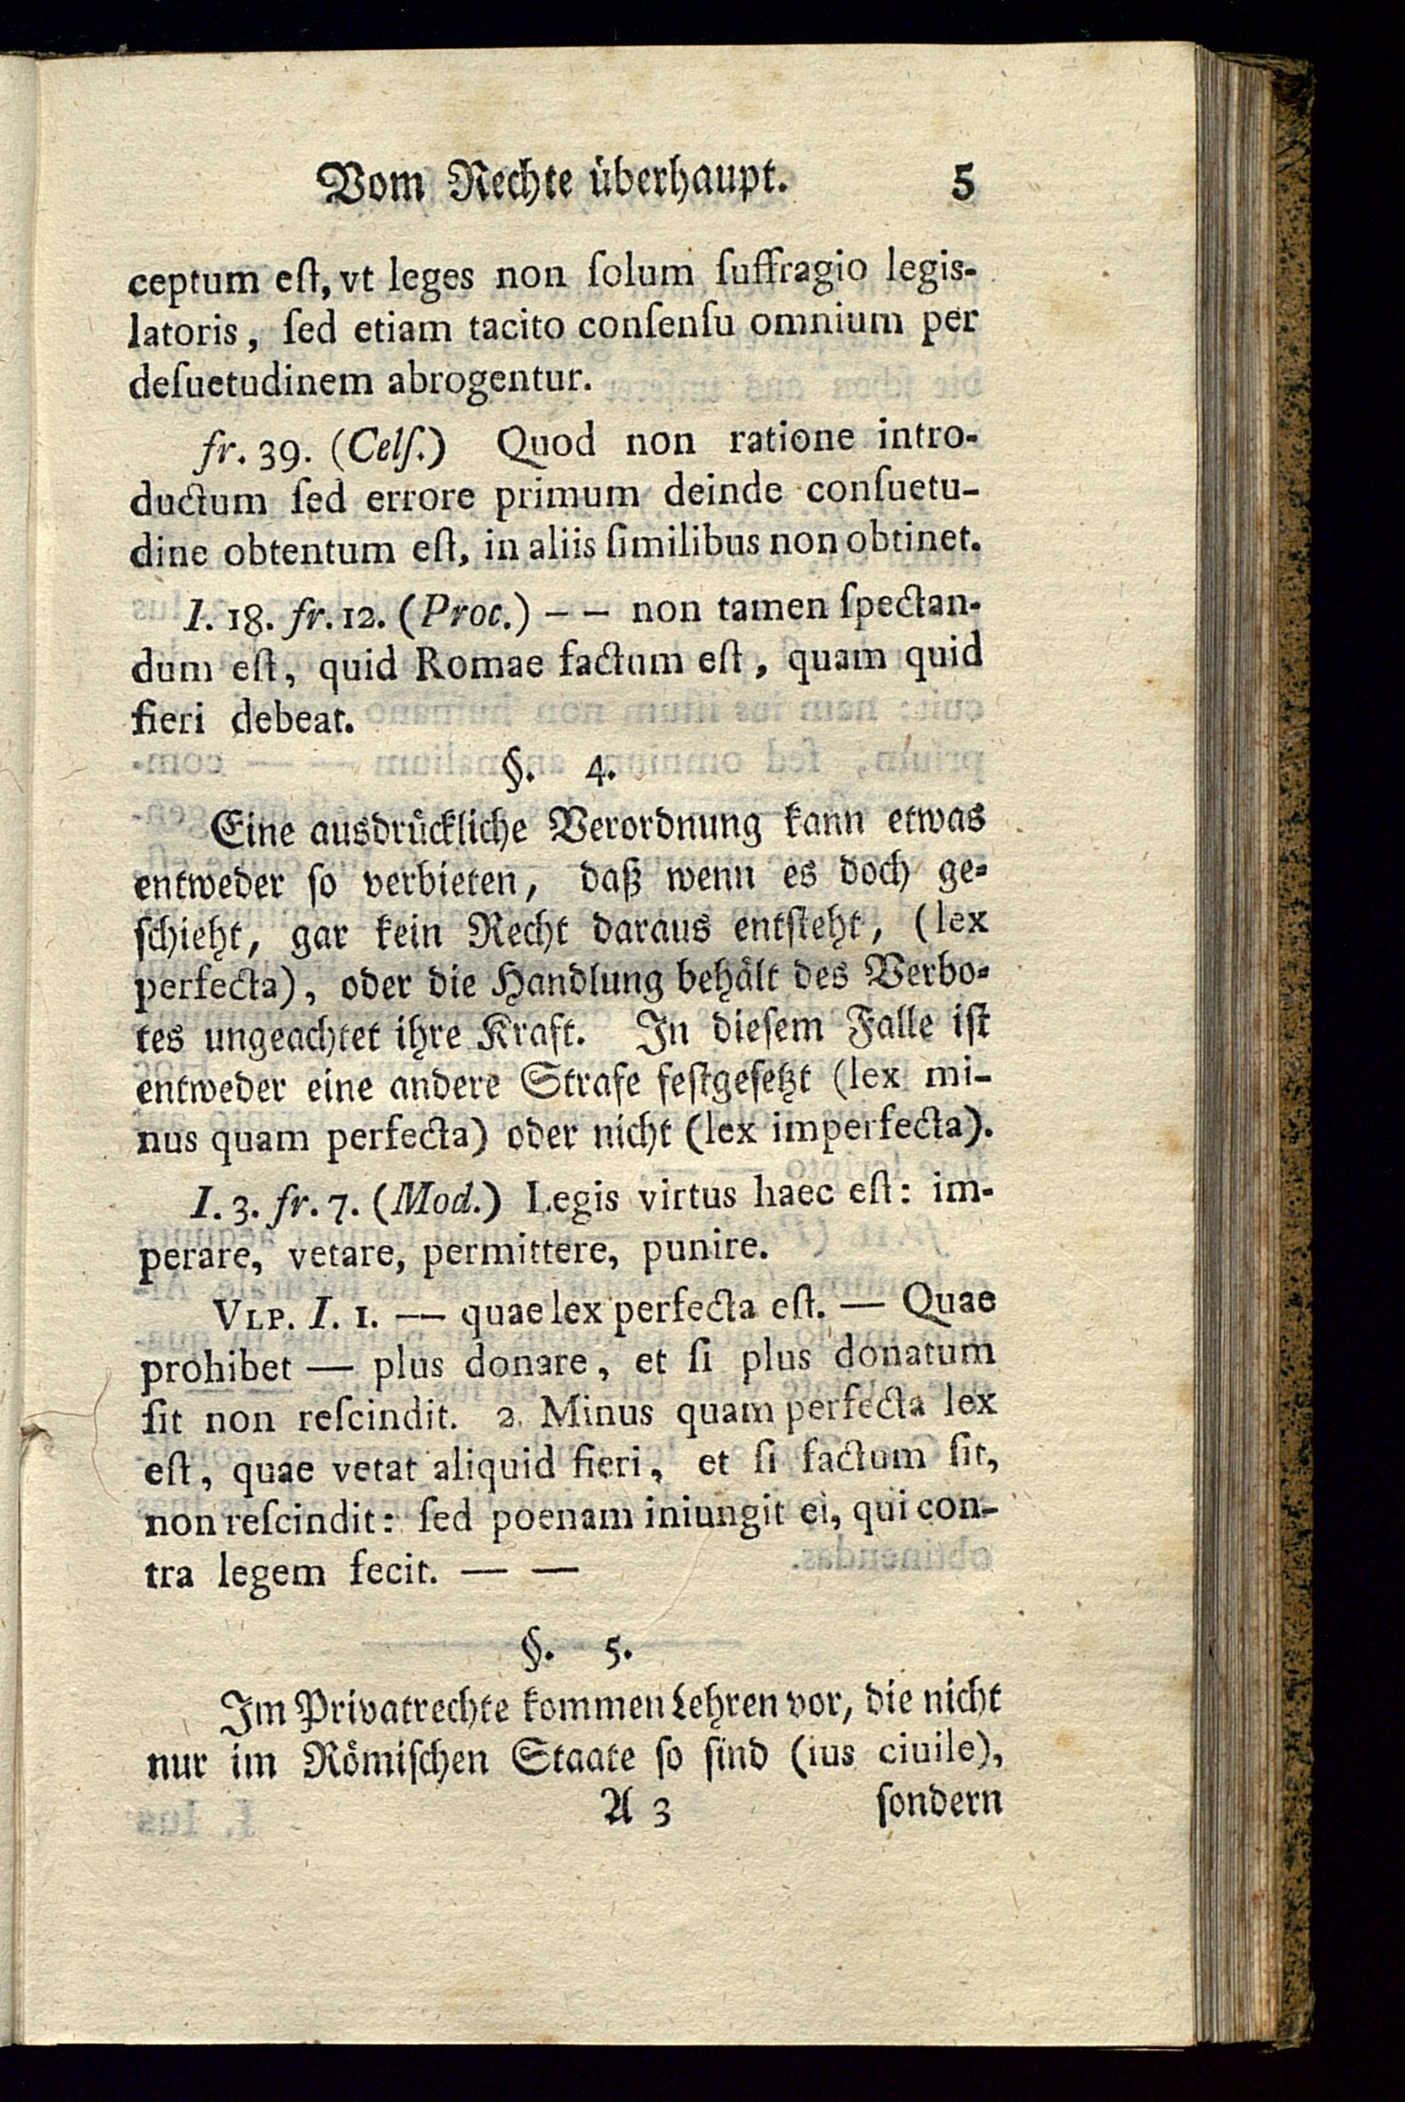 Vom Rechte überhaupt. 5
ceptum eſt, vt leges non ſolum ſuffragio legis-
latoris, ſed etiam tacito conſenſu omnium per
deſuetudinem abrogentur.
fr. 39. (Celſ.) Quod non ratione intro-
ductum ſed errore primum deinde conſuetu-
dine obtentum eſt, in aliis ſimilibus non obtinet.
I. 18. fr. 12. (Proc.) – – non tamen ſpectan-
dum eſt, quid Romae factum eſt, quam quid
fieri debeat.
§. 4.
Eine ausdrückliche Verordnung kann etwas
entweder ſo verbieten, daß wenn es doch ge-
ſchieht, gar kein Recht daraus entſteht, (lex
perfecta), oder die Handlung behält des Verbo-
tes ungeachtet ihre Kraft. In dieſem Falle iſt
entweder eine andere Strafe feſtgeſetzt (lex mi-
nus quam perfecta) oder nicht (lex imperfecta).
I. 3. fr. 7. (Mod.) Legis virtus haec eſt: im-
perare, vetare, permittere, punire.
VLP. I. 1. — quae lex perfecta eſt. — Quae
prohibet — plus donare, et ſi plus donatum
ſit non reſcindit. 2. Minus quam perfecta lex
eſt, quae vetat aliquid fieri, et ſi factum ſit,
non reſcindit: ſed poenam iniungit ei, qui con-
tra legem fecit. — —
§. 5.
Im Privatrechte kommen Lehren vor, die nicht
nur im Römiſchen Staate ſo ſind (ius ciuile),
A 3 ſondern